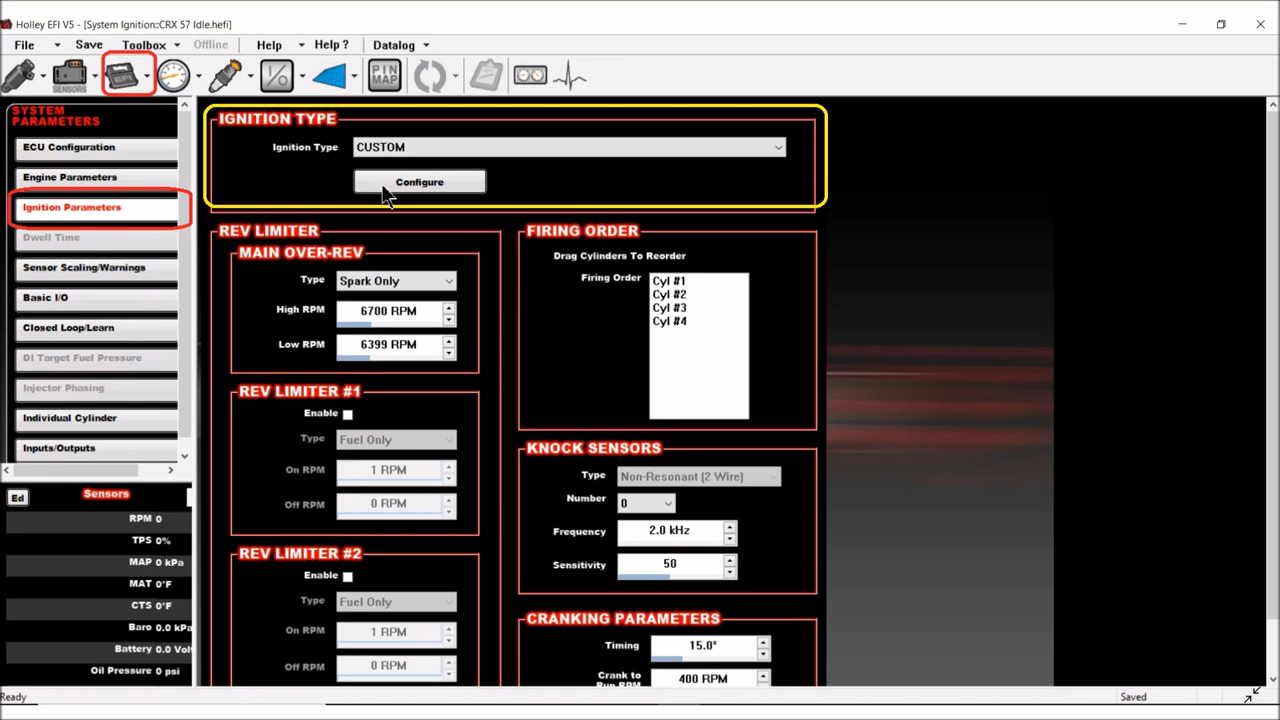 Holley EFI V5 - [System Ignition::CRX 57 Idle.hefi]
File Save Toolbox Offline Help Help ? Datalog
SENSORS EFI I/O PIN MAP
SYSTEM
PARAMETERS
ECU Configuration
Engine Parameters
Ignition Parameters
Dwell Time
Sensor Scaling/Warnings
Basic I/O
Closed Loop/Learn
DI Target Fuel Pressure
Injector Phasing
Individual Cylinder
Inputs/Outputs
Ed Sensors
RPM 0
TPS 0%
MAP 0 kPa
MAT 0°F
CTS 0°F
Baro 0.0 kPa
Battery 0.0 Vol
Oil Pressure 0 psi
IGNITION TYPE
Ignition Type CUSTOM
Configure
REV LIMITER
MAIN OVER-REV
Type Spark Only
High RPM 6700 RPM
Low RPM 6399 RPM
REV LIMITER #1
Enable
Type Fuel Only
On RPM 1 RPM
Off RPM 0 RPM
REV LIMITER #2
Enable
Type Fuel Only
On RPM 1 RPM
Off RPM 0 RPM
FIRING ORDER
Drag Cylinders To Reorder
Firing Order Cyl #1
Cyl #2
Cyl #3
Cyl #4
KNOCK SENSORS
Type Non-Resonant (2 Wire)
Number 0
Frequency 2.0 kHz
Sensitivity 50
CRANKING PARAMETERS
Timing 15.0°
Crank to
Run RPM 400 RPM
Ready Saved